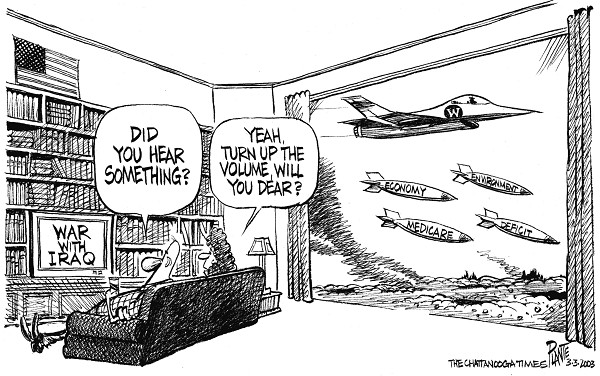 DID
YOU HEAR
SOMETHING?
YEAH,
TURN UP THE
VOLUME, WILL
YOU DEAR?
WAR
WITH
IRAQ
W
ECONOMY
ENVIRONMENT
MEDICARE
DEFICIT
THE CHATTANOOGA TIMES
PLANTE
3-3-2003